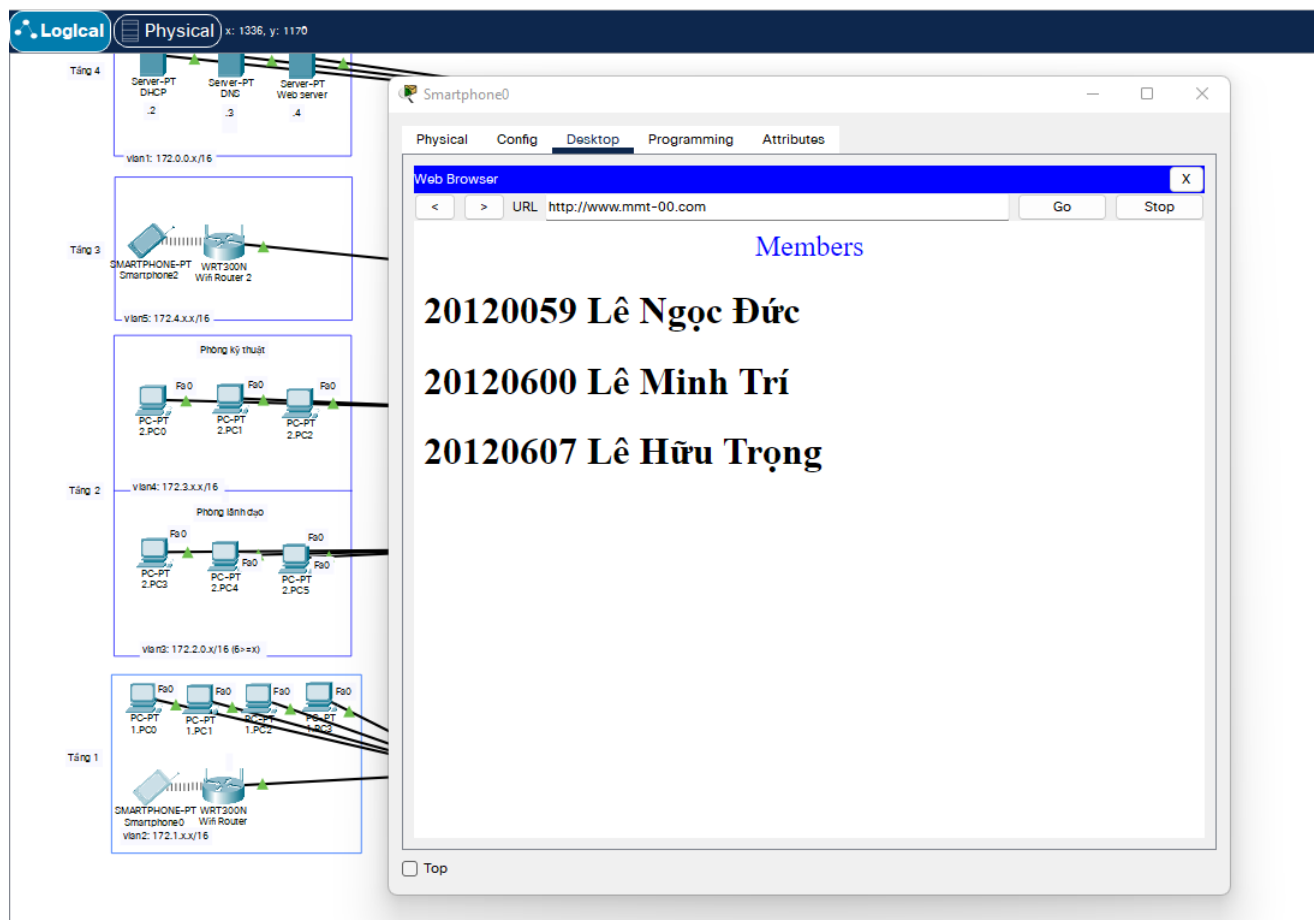 Logical Physical x: 1336, y: 1170
Tầng 4
Server-PT Server-PT Server-PT
DHCP DNS Web server
.2 .3 .4
vlan1: 172.0.0.x/16
Tầng 3
SMARTPHONE-PT WRT300N
Smartphone2 Wifi Router 2
vlan5: 172.4.x.x/16
Phòng kỹ thuật
Fa0 Fa0 Fa0
PC-PT PC-PT PC-PT
2.PC0 2.PC1 2.PC2
Tầng 2
vlan4: 172.3.x.x/16
Phòng lãnh đạo
Fa0 Fa0 Fa0 Fa0
PC-PT PC-PT PC-PT
2.PC3 2.PC4 2.PC5
vlan3: 172.2.0.x/16 (6>=x)
Fa0 Fa0 Fa0 Fa0
PC-PT PC-PT PC-PT PC-PT
1.PC0 1.PC1 1.PC2 1.PC3
Tầng 1
SMARTPHONE-PT WRT300N
Smartphone0 Wifi Router
vlan2: 172.1.x.x/16
Smartphone0
Physical Config Desktop Programming Attributes
Web Browser X
< > URL http://www.mmt-00.com Go Stop
Members
20120059 Lê Ngọc Đức
20120600 Lê Minh Trí
20120607 Lê Hữu Trọng
Top